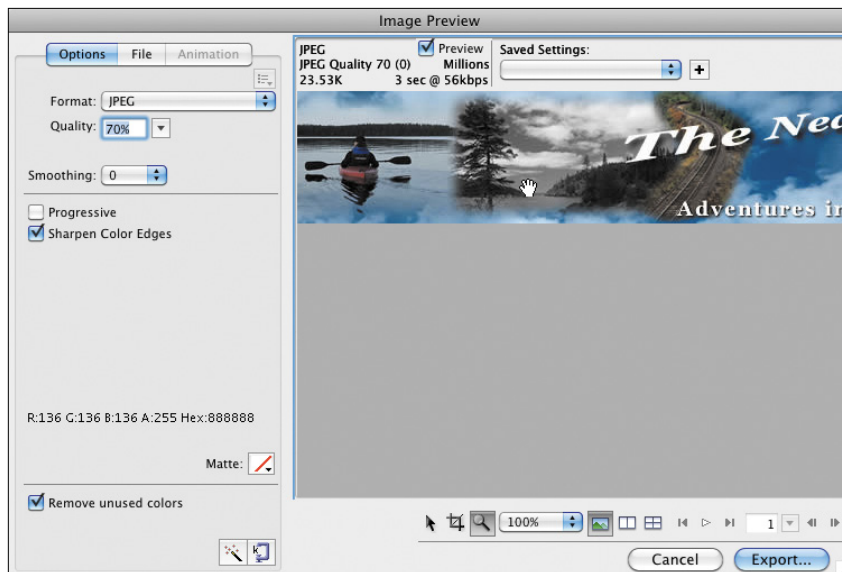 Image Preview
Options File Animation
Format: JPEG
Quality: 70%
Smoothing: 0
Progressive
Sharpen Color Edges
R:136 G:136 B:136 A:255 Hex:888888
Matte:
Remove unused colors
JPEG Preview
JPEG Quality 70 (0) Millions
23.53K 3 sec @ 56kbps
Saved Settings:
The
Adventures
100%
1
Cancel Export...